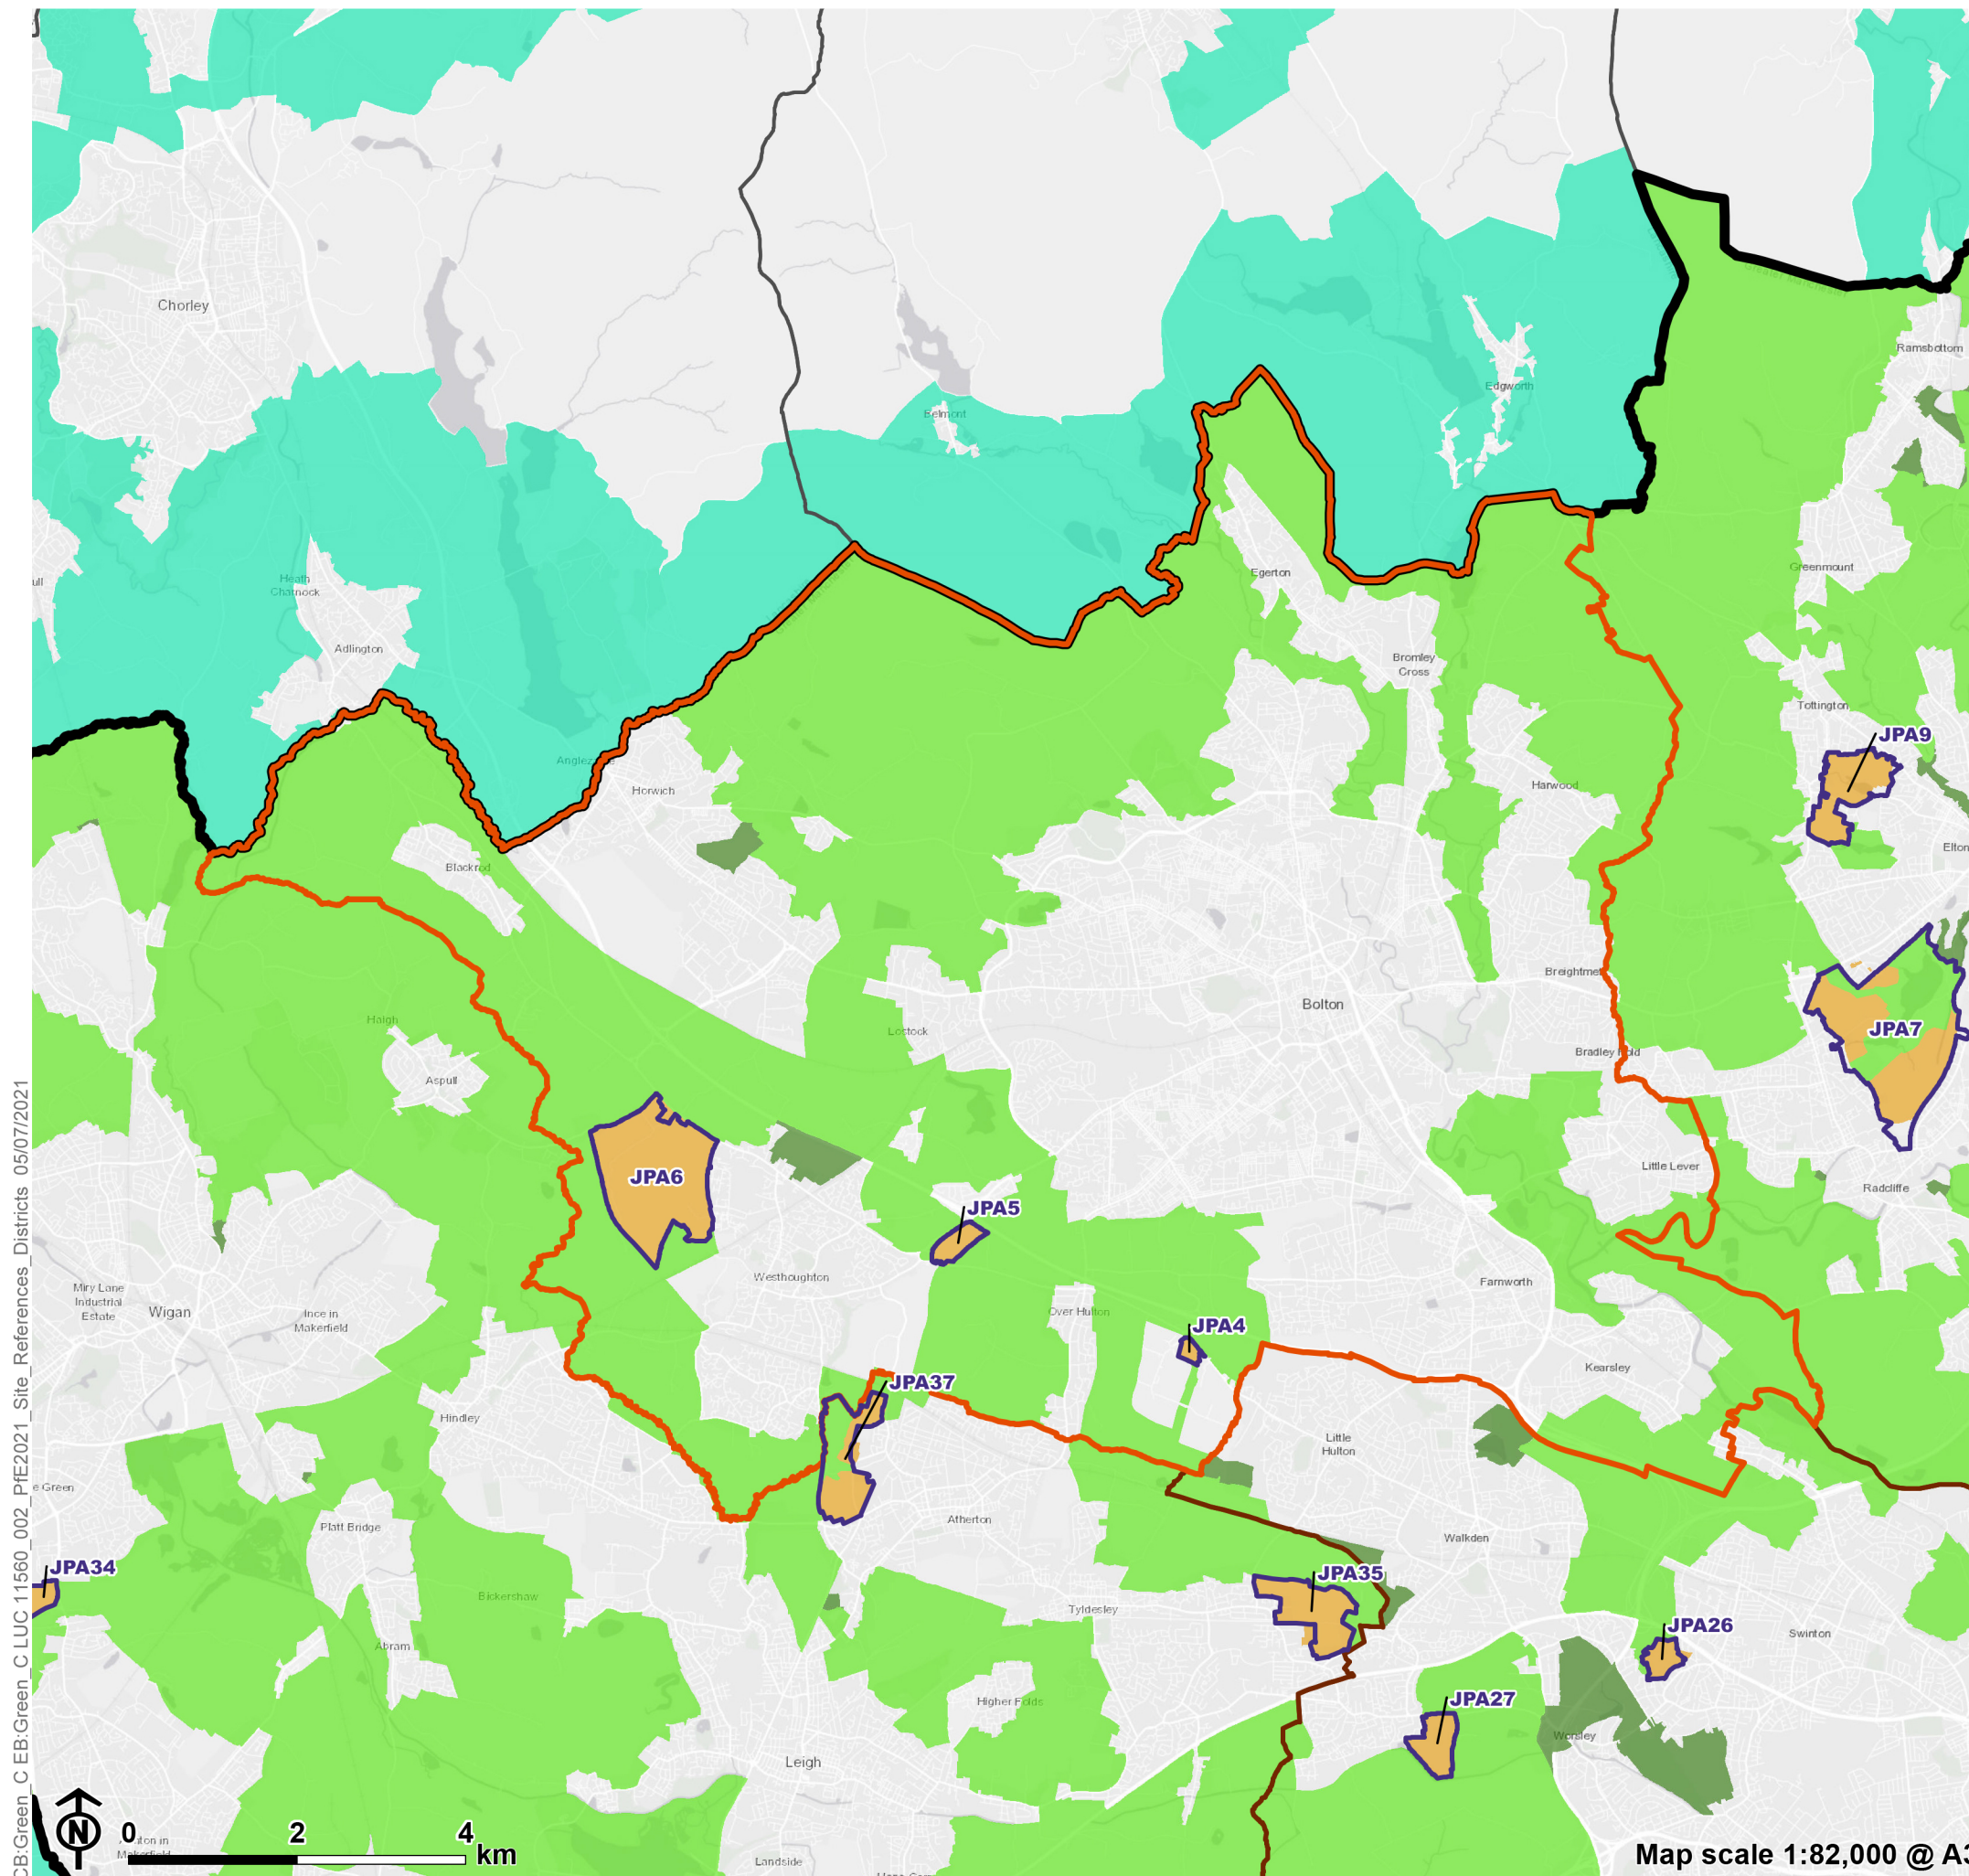 Chorley
Ramsbottom
Edgworth
Belmont
Greenmount
Egerton
Heath
Charnock
ull
Adlington
Bromley
Cross
Tottington
JPA9
Horwich
Harwood
Elton
Blackrod
Breightmet
Bolton
Haigh
Lostock
JPA7
Bradley Fold
Aspull
Little Lever
JPA6
Radcliffe
JPA5
Westhoughton
Farnworth
Miry Lane
Industrial
Estate
Wigan
Ince in
Makerfield
Over Hulton
JPA4
Kearsley
JPA37
Hindley
Little
Hulton
e Green
Atherton
Platt Bridge
Walkden
JPA34
JPA35
Bickershaw
Tyldesley
JPA26
Swinton
Abram
Higher Folds
JPA27
Worsley
Leigh
N
0 2 4
km
Makerfield
Landside
Map scale 1:82,000 @ A3
CB:Green_C EB:Green_C LUC 11560_002_PfE2021_Site_References_Districts 05/07/2021